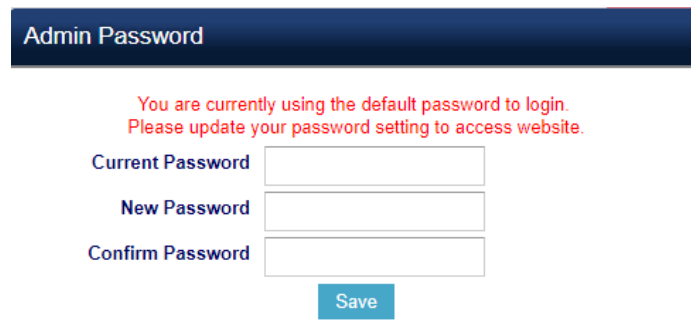 Admin Password
You are currently using the default password to login.
Please update your password setting to access website.
Current Password
New Password
Confirm Password
Save